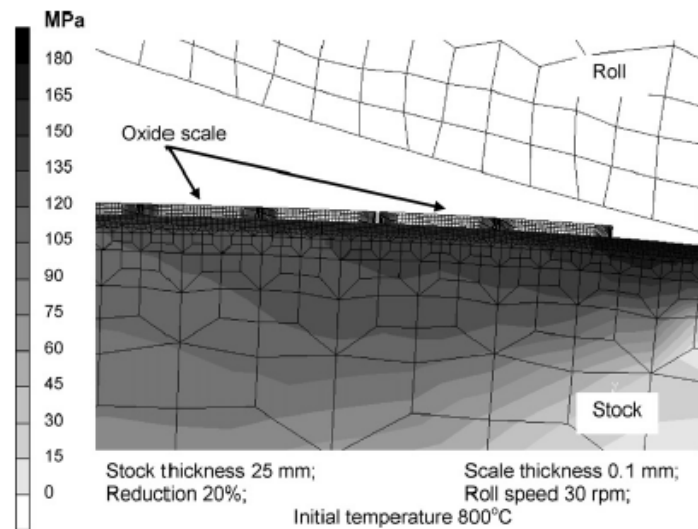 MPa
180
165
150
135
120
105
90
75
60
45
30
15
0
Roll
Oxide scale
Stock
Stock thickness 25 mm;
Scale thickness 0.1 mm;
Reduction 20%;
Roll speed 30 rpm;
Initial temperature 800°C